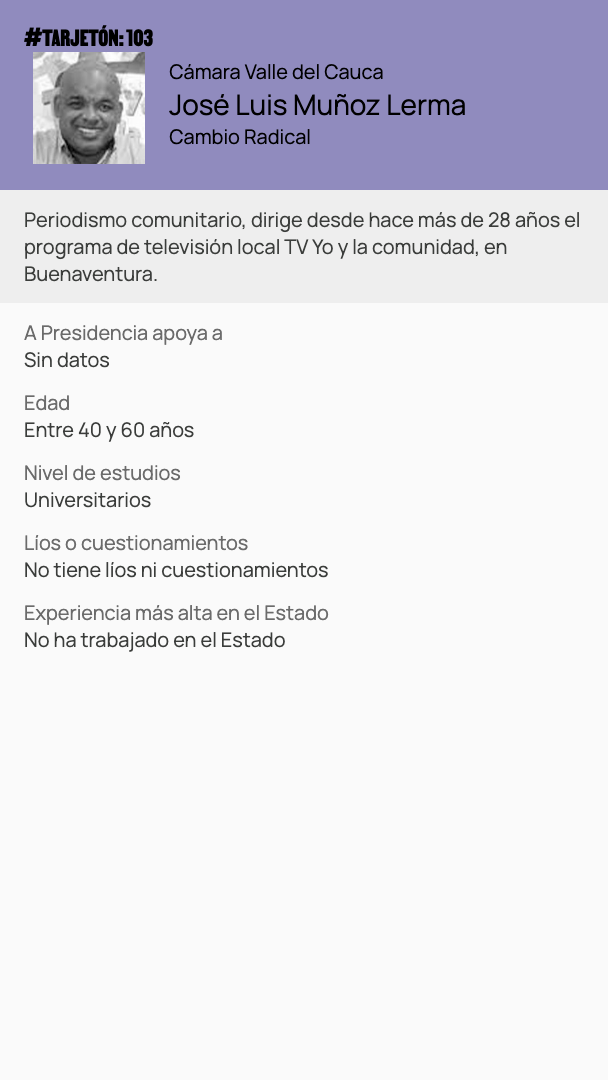 #TARJETÓN: 103
Cámara Valle del Cauca
José Luis Muñoz Lerma
Cambio Radical
Periodismo comunitario, dirige desde hace más de 28 años el
programa de televisión local TV Yo y la comunidad, en
Buenaventura.
A Presidencia apoya a
Sin datos
Edad
Entre 40 y 60 años
Nivel de estudios
Universitarios
Líos o cuestionamientos
No tiene líos ni cuestionamientos
Experiencia más alta en el Estado
No ha trabajado en el Estado